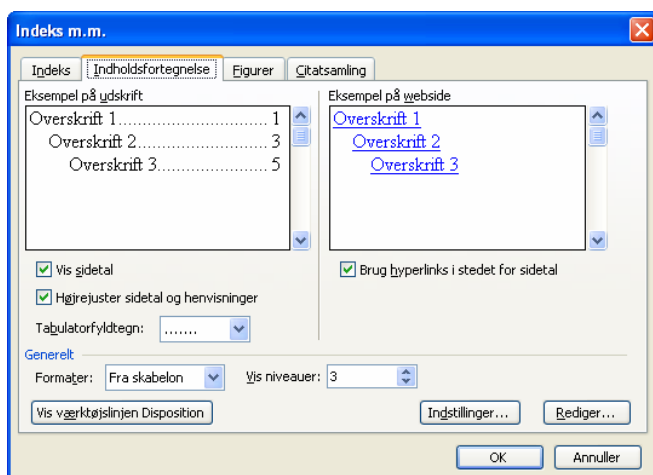 Indeks m.m.
Indeks Indholdsfortegnelse Figurer Citatsamling
Eksempel på udskrift
Overskrift 1................................ 1
Overskrift 2............................ 3
Overskrift 3........................ 5
Eksempel på webside
Overskrift 1
Overskrift 2
Overskrift 3
Vis sidetal
Højrejuster sidetal og henvisninger
Tabulatorfyldtegn: .......
Brug hyperlinks i stedet for sidetal
Generelt
Formater: Fra skabelon Vis niveauer: 3
Vis værktøjslinjen Disposition Indstillinger... Rediger...
OK Annuller